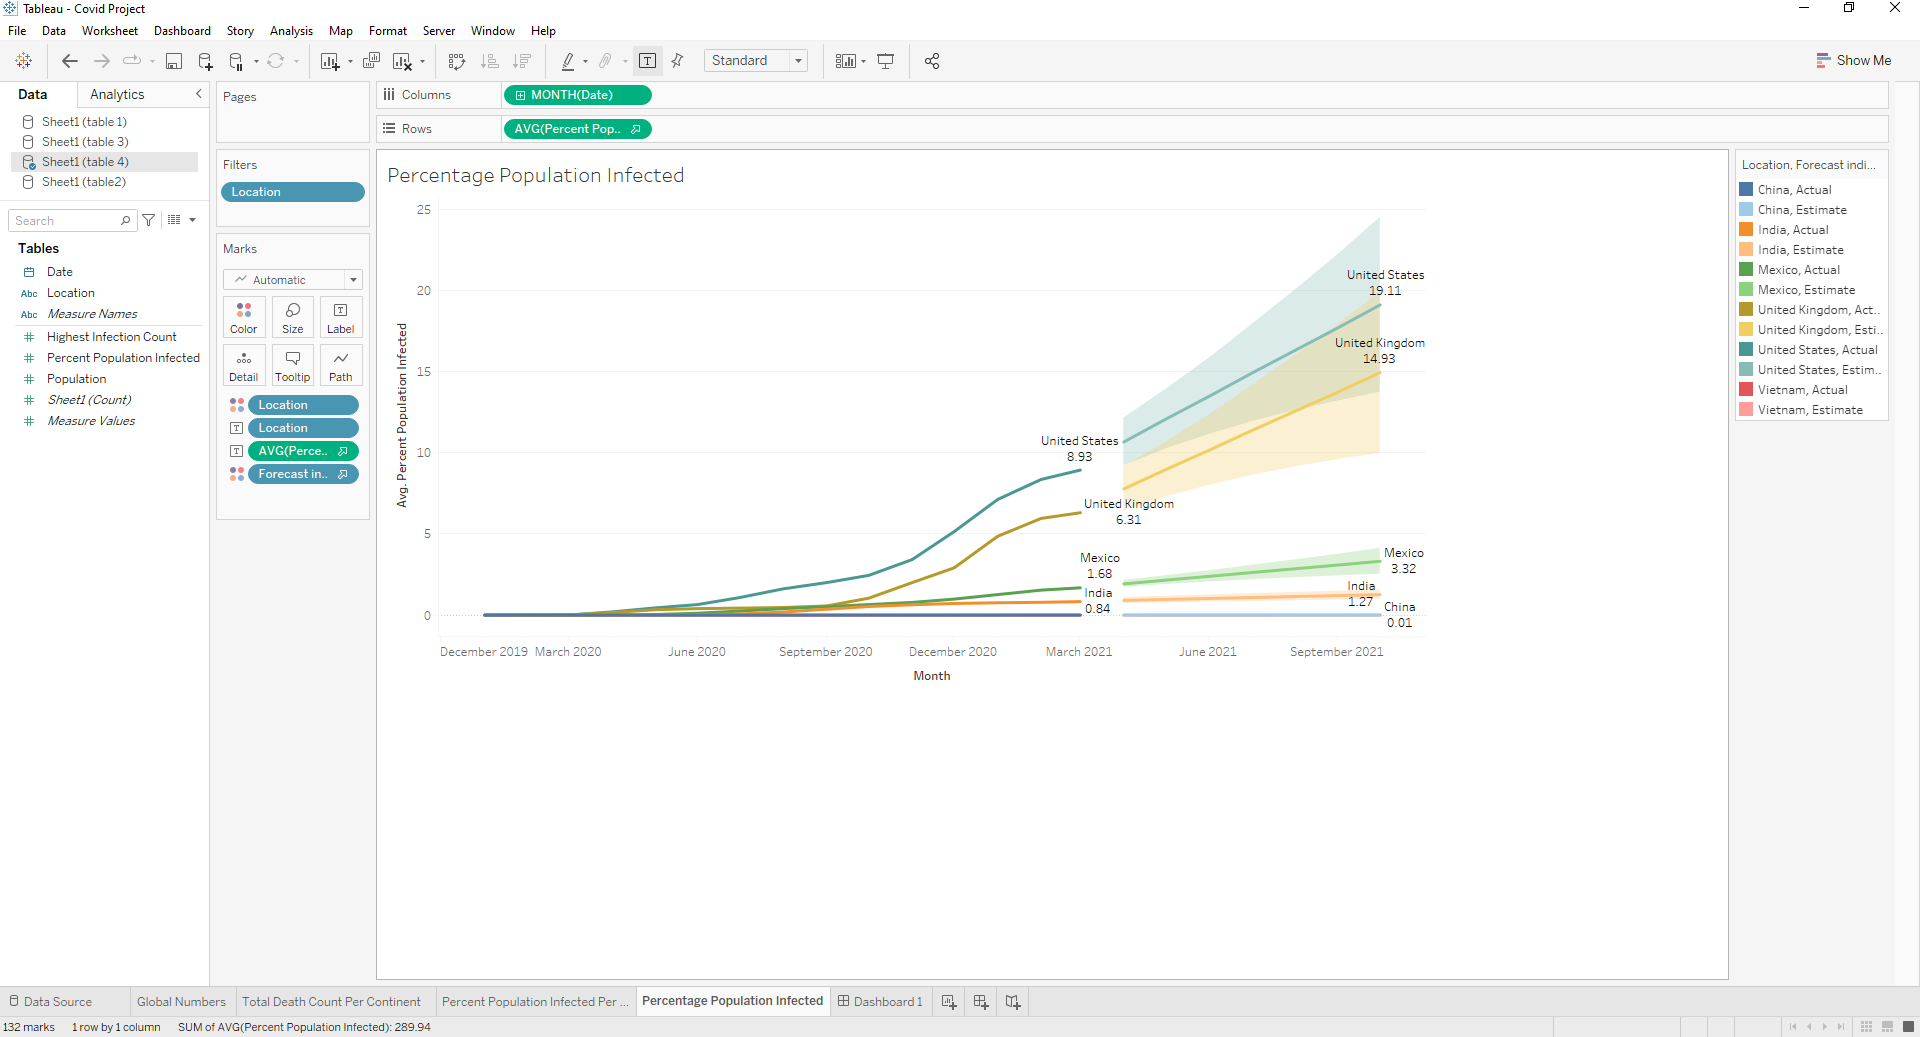 Tableau - Covid Project
File Data Worksheet Dashboard Story Analysis Map Format Server Window Help
Standard
Show Me
Data Analytics
Sheet1 (table 1)
Sheet1 (table 3)
Sheet1 (table 4)
Sheet1 (table2)
Search
Tables
Date
Abc Location
Abc Measure Names
Highest Infection Count
Percent Population Infected
Population
Sheet1 (Count)
Measure Values
Pages
Filters
Location
Marks
Automatic
Color Size Label
Detail Tooltip Path
Location
Location
AVG(Perce..
Forecast in..
Columns MONTH(Date)
Rows AVG(Percent Pop..
Percentage Population Infected
25
20
15
10
5
0
Avg. Percent Population Infected
United States
19.11
United Kingdom
14.93
United States
8.93
United Kingdom
6.31
Mexico
1.68
India
0.84
Mexico
3.32
India
1.27
China
0.01
December 2019 March 2020 June 2020 September 2020 December 2020 March 2021 June 2021 September 2021
Month
Location, Forecast indi...
China, Actual
China, Estimate
India, Actual
India, Estimate
Mexico, Actual
Mexico, Estimate
United Kingdom, Act..
United Kingdom, Esti..
United States, Actual
United States, Estim..
Vietnam, Actual
Vietnam, Estimate
Data Source Global Numbers Total Death Count Per Continent Percent Population Infected Per ... Percentage Population Infected Dashboard 1
132 marks 1 row by 1 column SUM of AVG(Percent Population Infected): 289.94